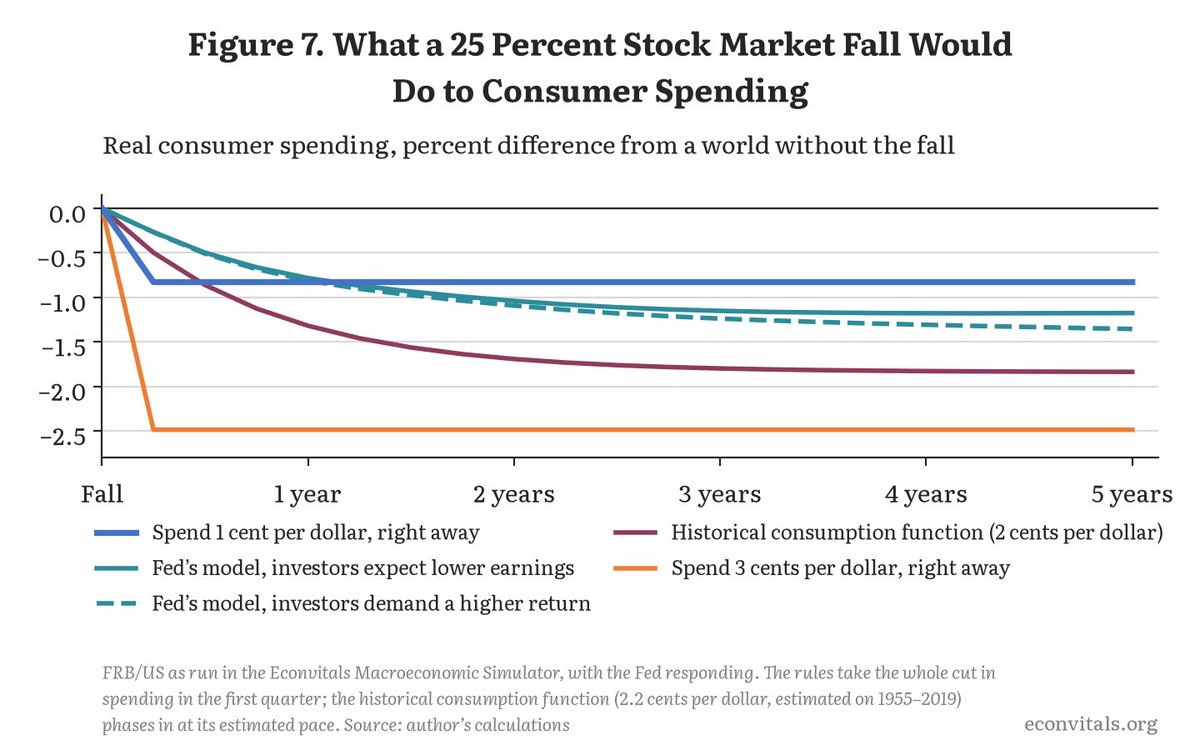 Figure 7. What a 25 Percent Stock Market Fall Would
Do to Consumer Spending
Real consumer spending, percent difference from a world without the fall
0.0
−0.5
−1.0
−1.5
−2.0
−2.5
Fall
1 year
2 years
3 years
4 years
5 years
Spend 1 cent per dollar, right away
Fed’s model, investors expect lower earnings
Fed’s model, investors demand a higher return
Historical consumption function (2 cents per dollar)
Spend 3 cents per dollar, right away
FRB/US as run in the Econvitals Macroeconomic Simulator, with the Fed responding. The rules take the whole cut in
spending in the first quarter; the historical consumption function (2.2 cents per dollar, estimated on 1955–2019)
phases in at its estimated pace. Source: author’s calculations
econvitals.org